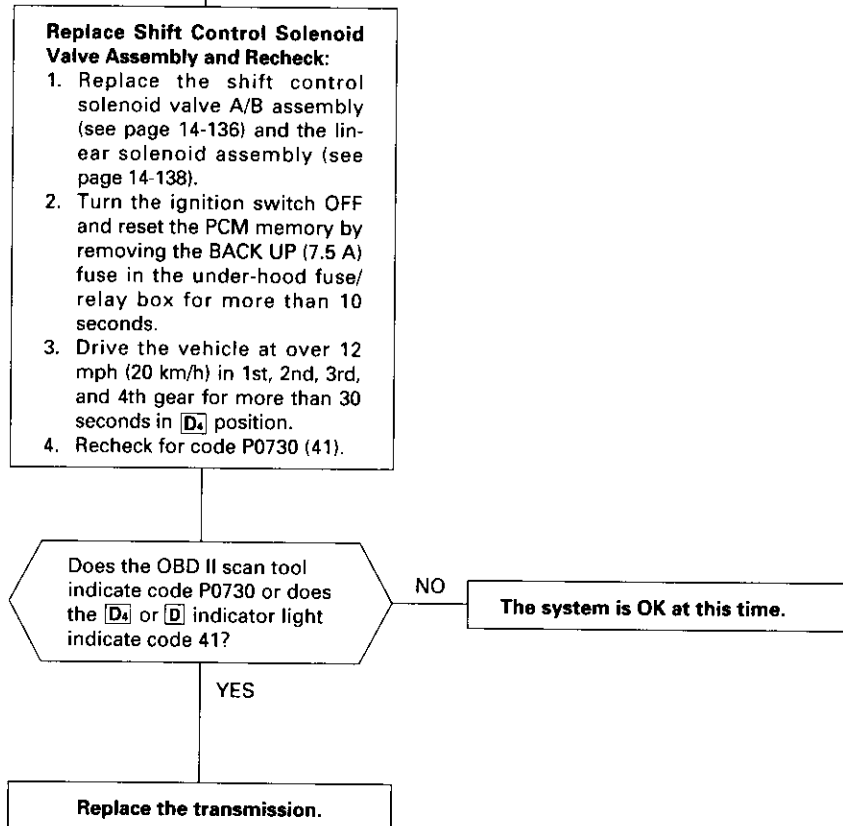 Replace Shift Control Solenoid
Valve Assembly and Recheck:
1. Replace the shift control
solenoid valve A/B assembly
(see page 14-136) and the lin-
ear solenoid assembly (see
page 14-138).
2. Turn the ignition switch OFF
and reset the PCM memory by
removing the BACK UP (7.5 A)
fuse in the under-hood fuse/
relay box for more than 10
seconds.
3. Drive the vehicle at over 12
mph (20 km/h) in 1st, 2nd, 3rd,
and 4th gear for more than 30
seconds in D4 position.
4. Recheck for code P0730 (41).
Does the OBD II scan tool
indicate code P0730 or does
the D4 or D indicator light
indicate code 41?
NO
The system is OK at this time.
YES
Replace the transmission.